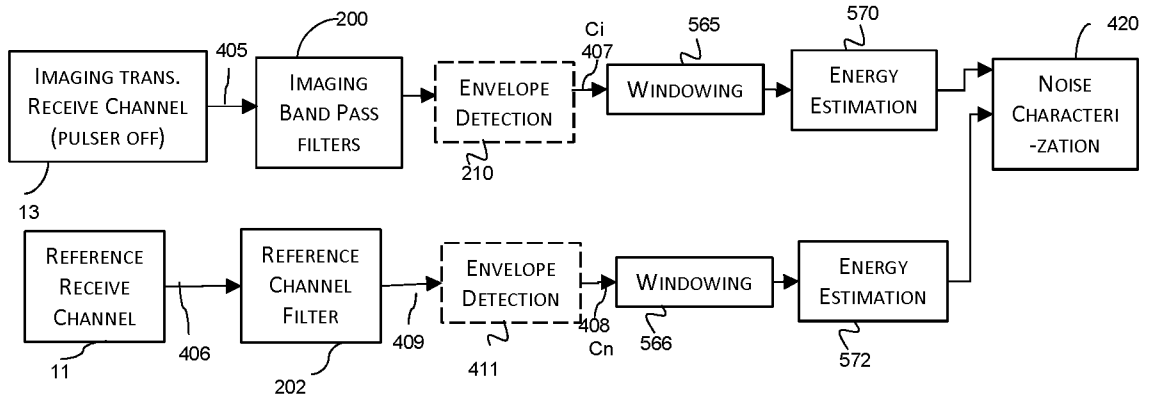 200
565
570
420
405
Ci
407
IMAGING TRANS.
RECEIVE CHANNEL
(PULSER OFF)
IMAGING
BAND PASS
FILTERS
ENVELOPE
DETECTION
WINDOWING
ENERGY
ESTIMATION
NOISE
CHARACTERI
-ZATION
210
13
REFERENCE
RECEIVE
CHANNEL
REFERENCE
CHANNEL
FILTER
ENVELOPE
DETECTION
WINDOWING
ENERGY
ESTIMATION
406
409
408
Cn
566
11
202
411
572